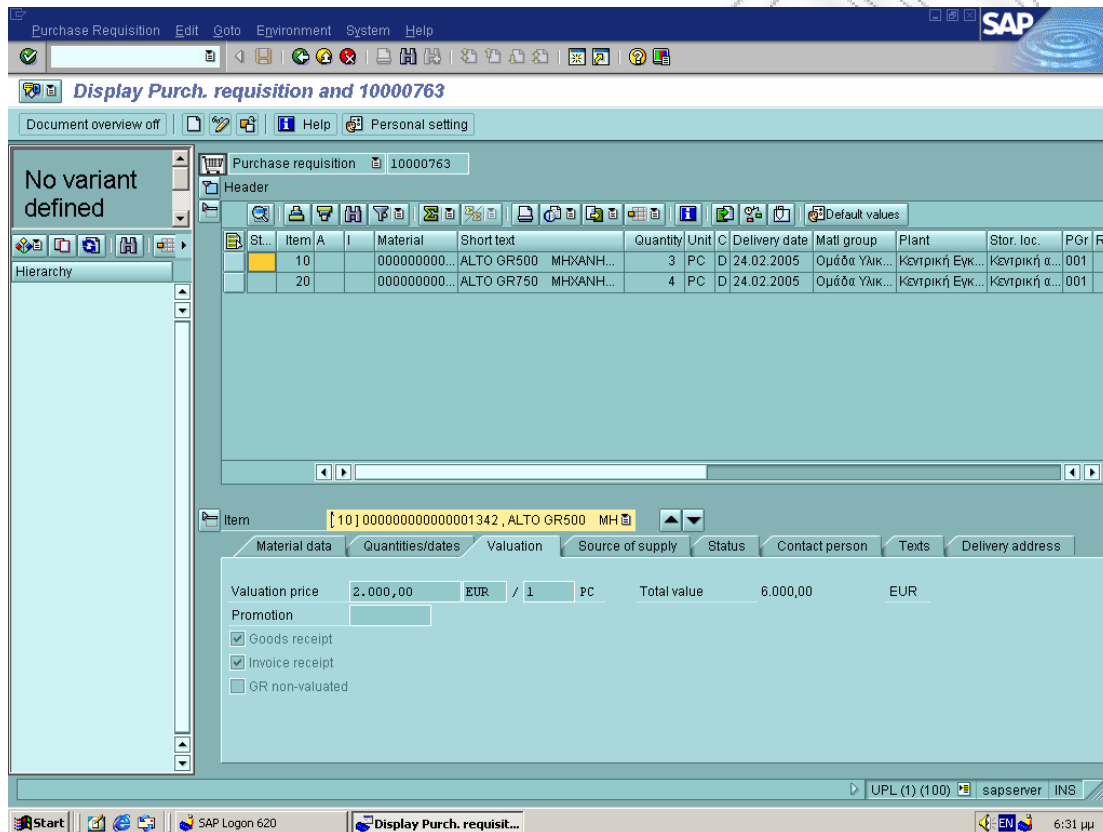 Purchase Requisition Edit Goto Environment System Help
SAP
Display Purch. requisition and 10000763
Document overview off Help Personal setting
No variant defined
Hierarchy
Purchase requisition 10000763
Header
Default values
St... Item A I Material Short text Quantity Unit C Delivery date Matl group Plant Stor. loc. PGr R
10 000000000... ALTO GR500 ΜΗΧΑΝΗ... 3 PC D 24.02.2005 Ομάδα Υλικ... Κεντρική Εγκ... Κεντρική α... 001
20 000000000... ALTO GR750 ΜΗΧΑΝΗ... 4 PC D 24.02.2005 Ομάδα Υλικ... Κεντρική Εγκ... Κεντρική α... 001
Item [ 10 ] 000000000000001342 , ALTO GR500 ΜΗ
Material data Quantities/dates Valuation Source of supply Status Contact person Texts Delivery address
Valuation price 2.000,00 EUR / 1 PC Total value 6.000,00 EUR
Promotion
Goods receipt
Invoice receipt
GR non-valuated
UPL (1) (100) sapserver INS
Start SAP Logon 620 Display Purch. requisit... EN 6:31 μμ